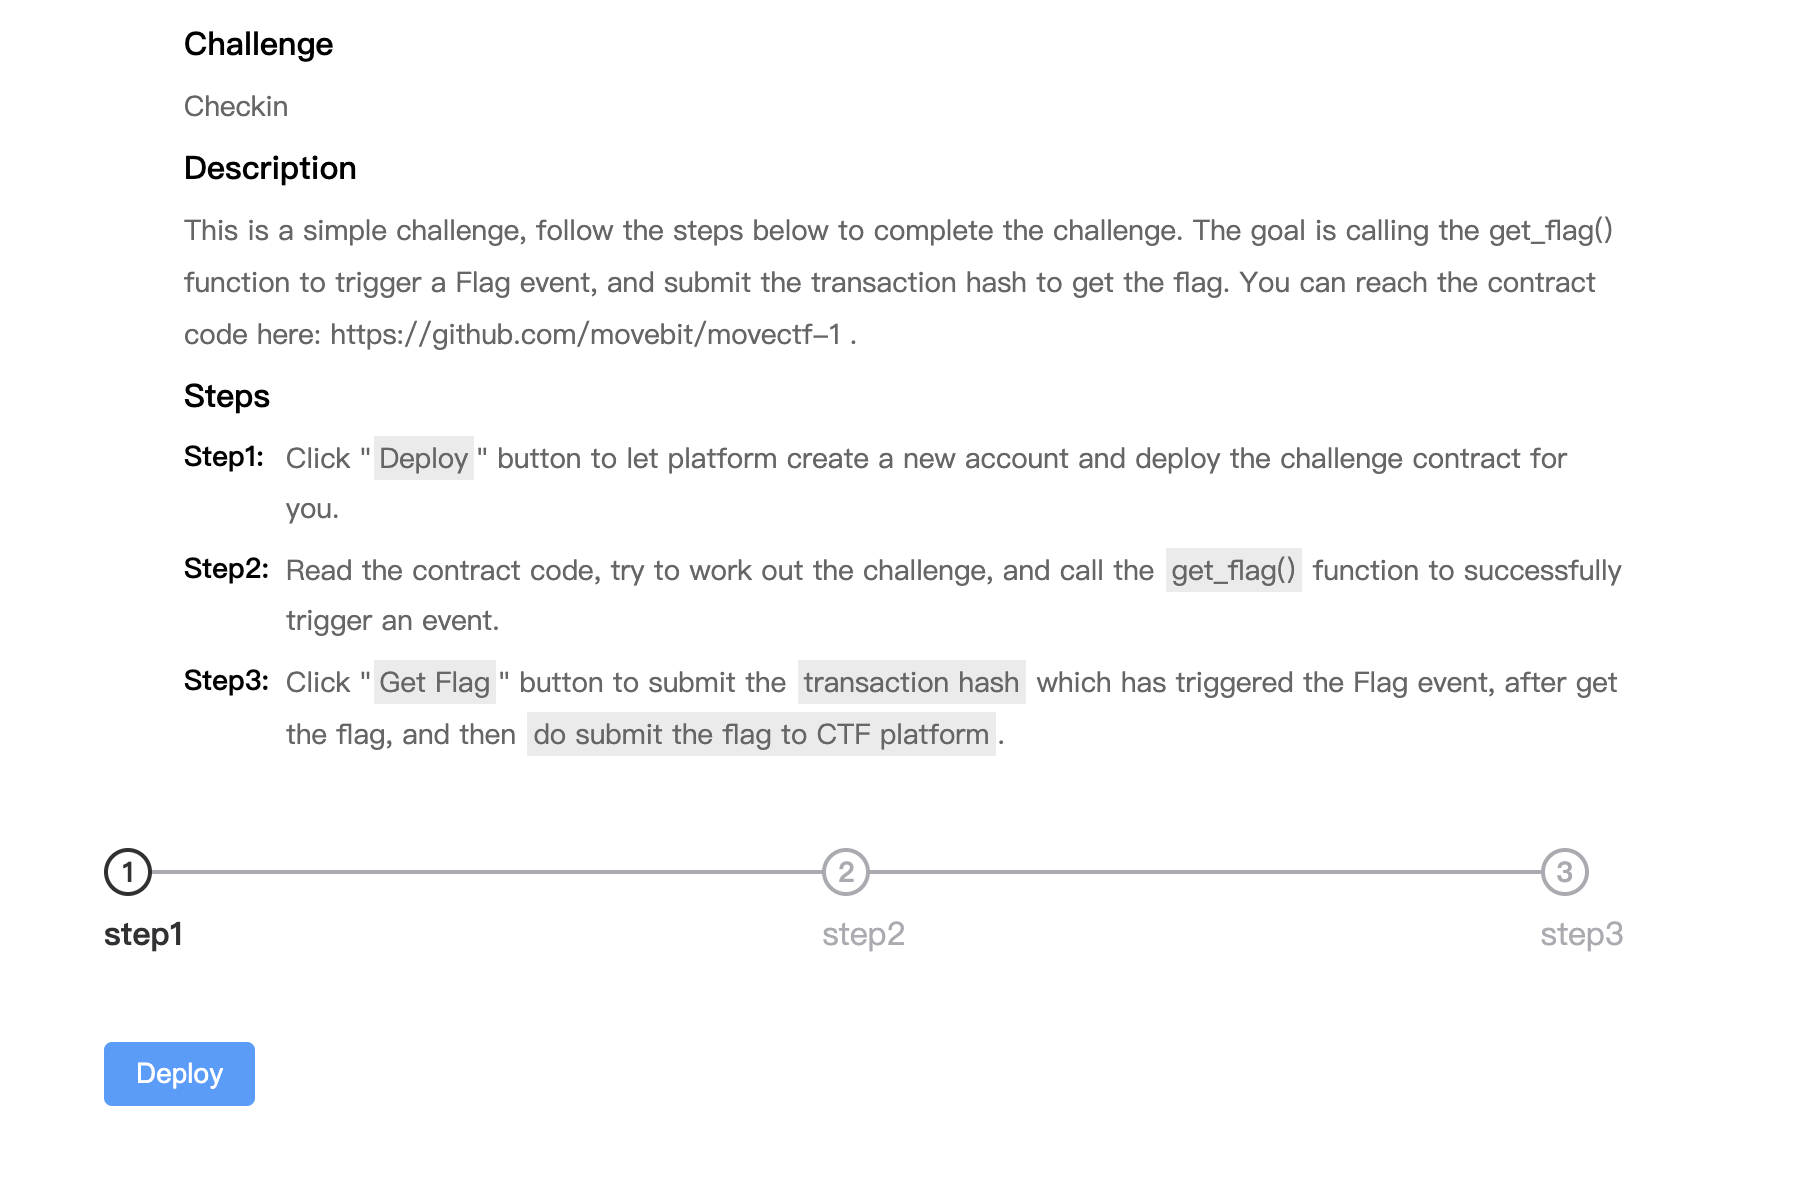 Challenge
Checkin
Description
This is a simple challenge, follow the steps below to complete the challenge. The goal is calling the get_flag()
function to trigger a Flag event, and submit the transaction hash to get the flag. You can reach the contract
code here: https://github.com/movebit/movectf-1 .
Steps
Step1: Click "Deploy" button to let platform create a new account and deploy the challenge contract for
you.
Step2: Read the contract code, try to work out the challenge, and call the get_flag() function to successfully
trigger an event.
Step3: Click "Get Flag" button to submit the transaction hash which has triggered the Flag event, after get
the flag, and then do submit the flag to CTF platform.
1 2 3
step1 step2 step3
Deploy